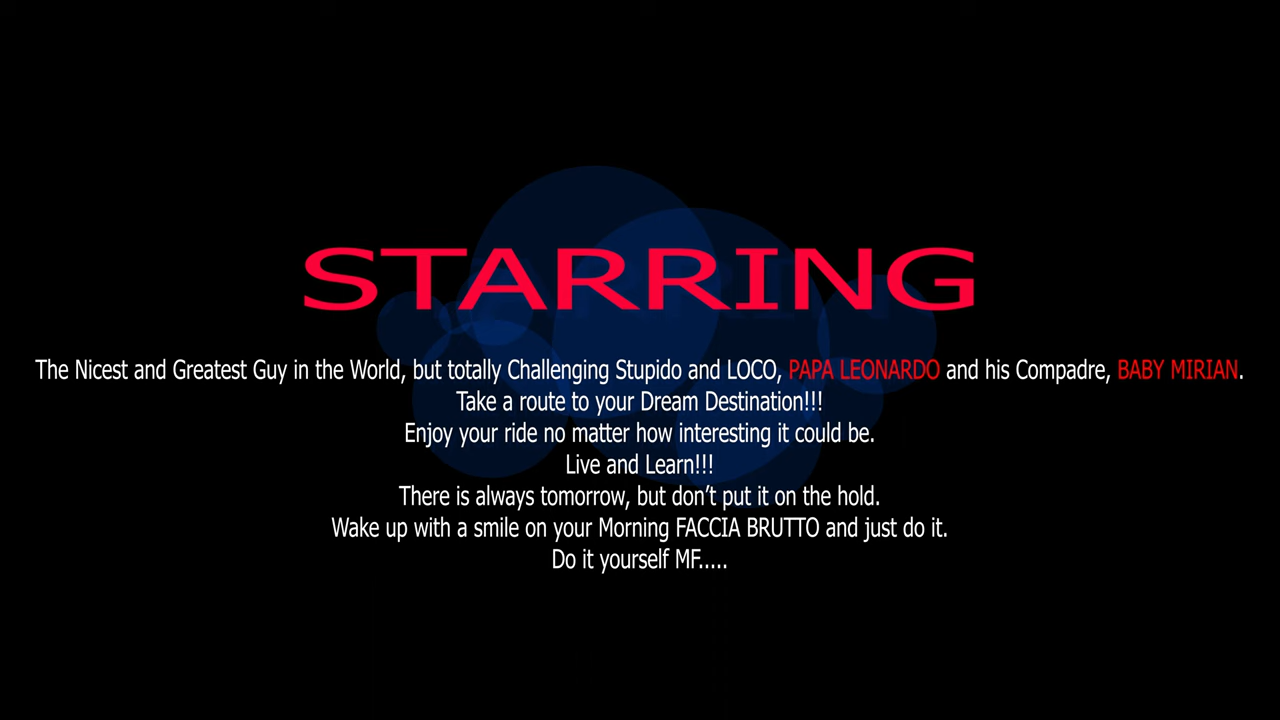 STARRING
The Nicest and Greatest Guy in the World, but totally Challenging Stupido and LOCO, PAPA LEONARDO and his Compadre, BABY MIRIAN.
Take a route to your Dream Destination!!!
Enjoy your ride no matter how interesting it could be.
Live and Learn!!!
There is always tomorrow, but don’t put it on the hold.
Wake up with a smile on your Morning FACCIA BRUTTO and just do it.
Do it yourself MF.....